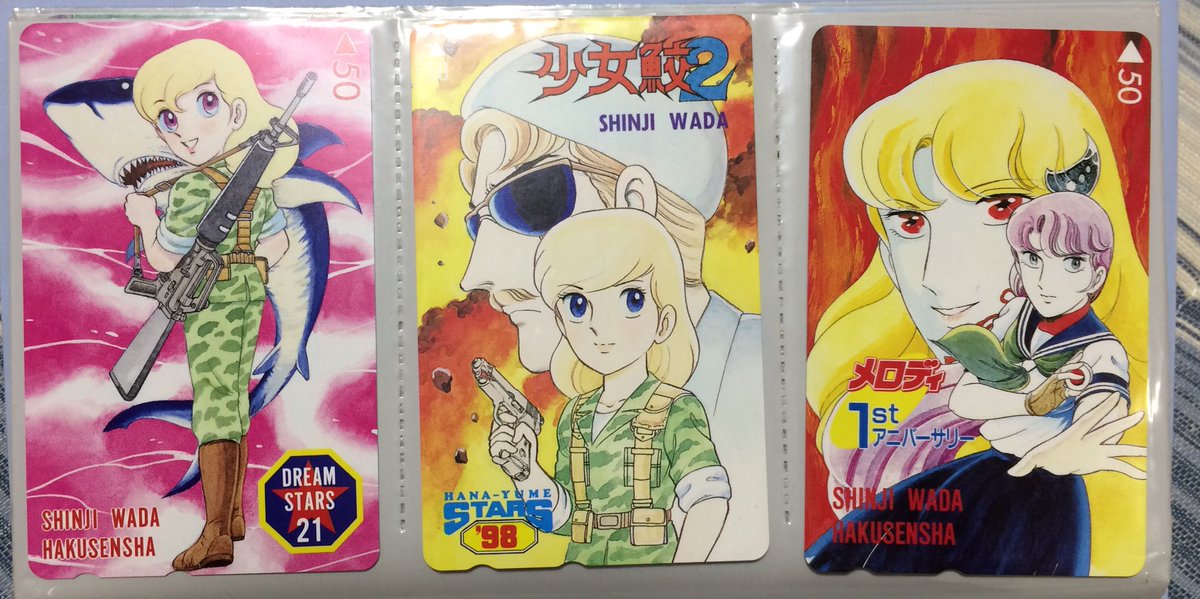 50
DREAM
STARS
21
SHINJI WADA
HAKUSENSHA
少女鮫2
SHINJI WADA
HANA-YUME
STARS
'98
50
メロディ
1st
アニバーサリー
SHINJI WADA
HAKUSENSHA